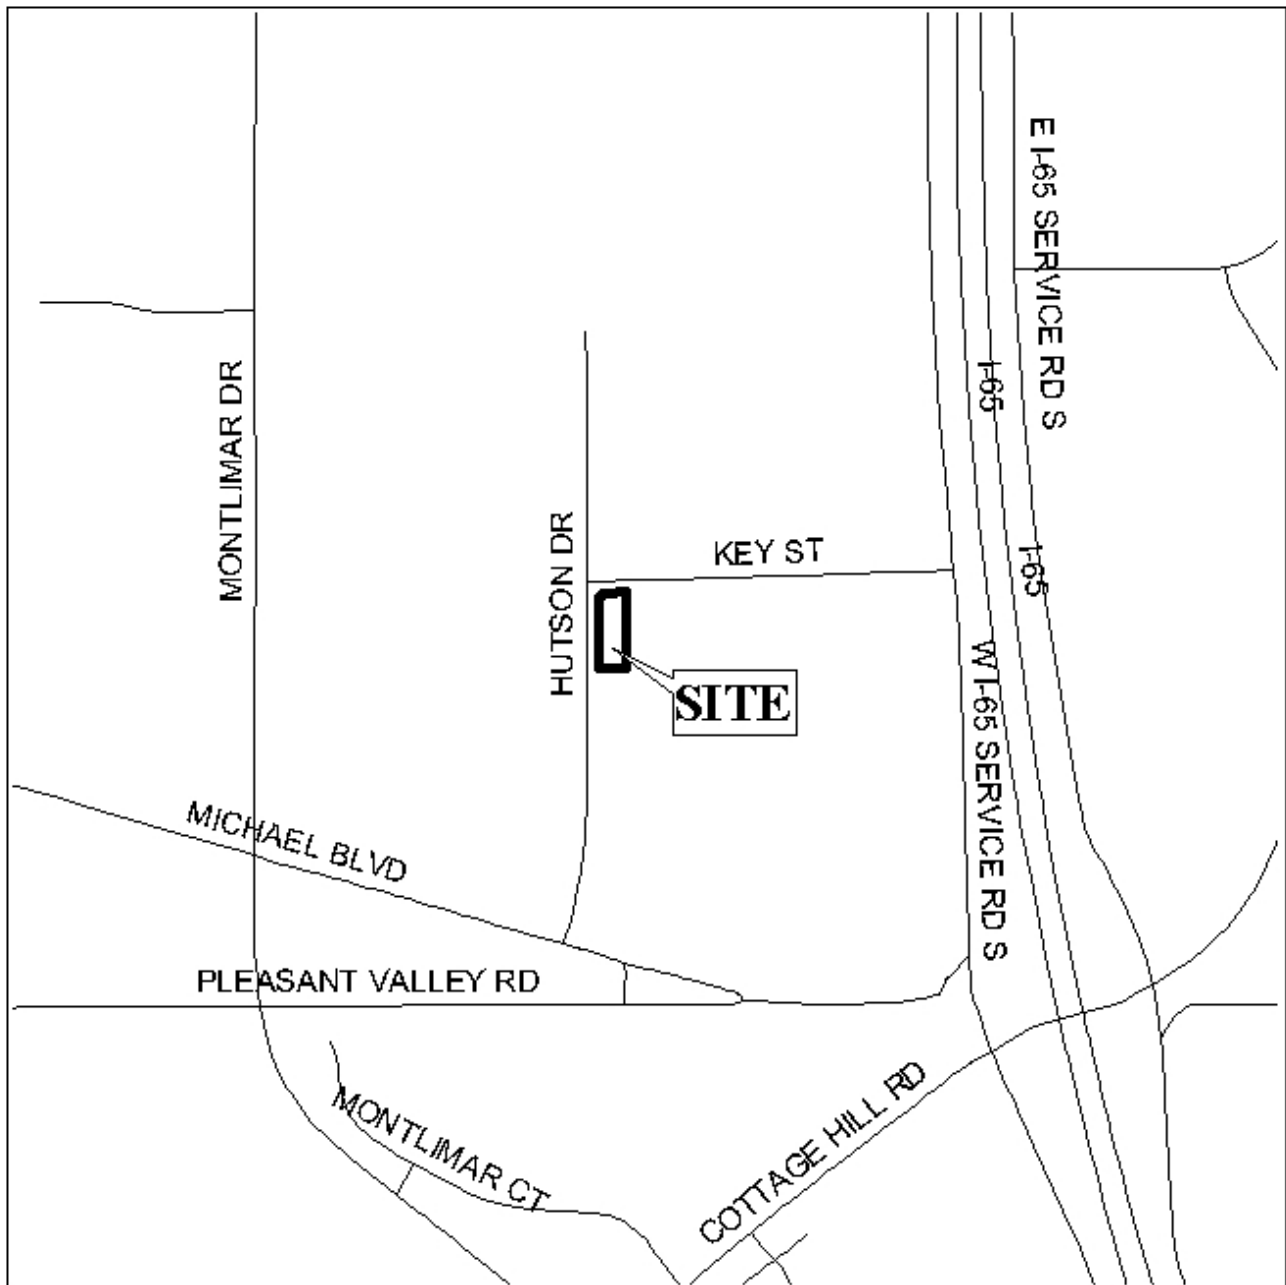 E I-65 SERVICE RD S
I-65
MONTLIMAR DR
HUTSON DR
KEY ST
I-65
SITE
W I-65 SERVICE RD S
MICHAEL BLVD
PLEASANT VALLEY RD
MONTLIMAR CT
COTTAGE HILL RD